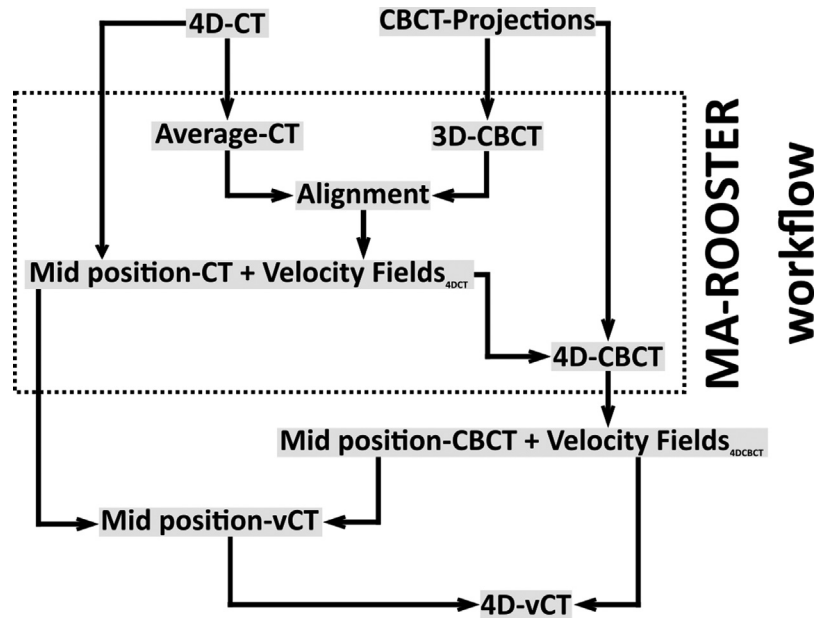 4D-CT
CBCT-Projections
Average-CT
3D-CBCT
Alignment
Mid position-CT + Velocity Fields4DCT
4D-CBCT
MA-ROOSTER
workflow
Mid position-CBCT + Velocity Fields4DCBCT
Mid position-vCT
4D-vCT